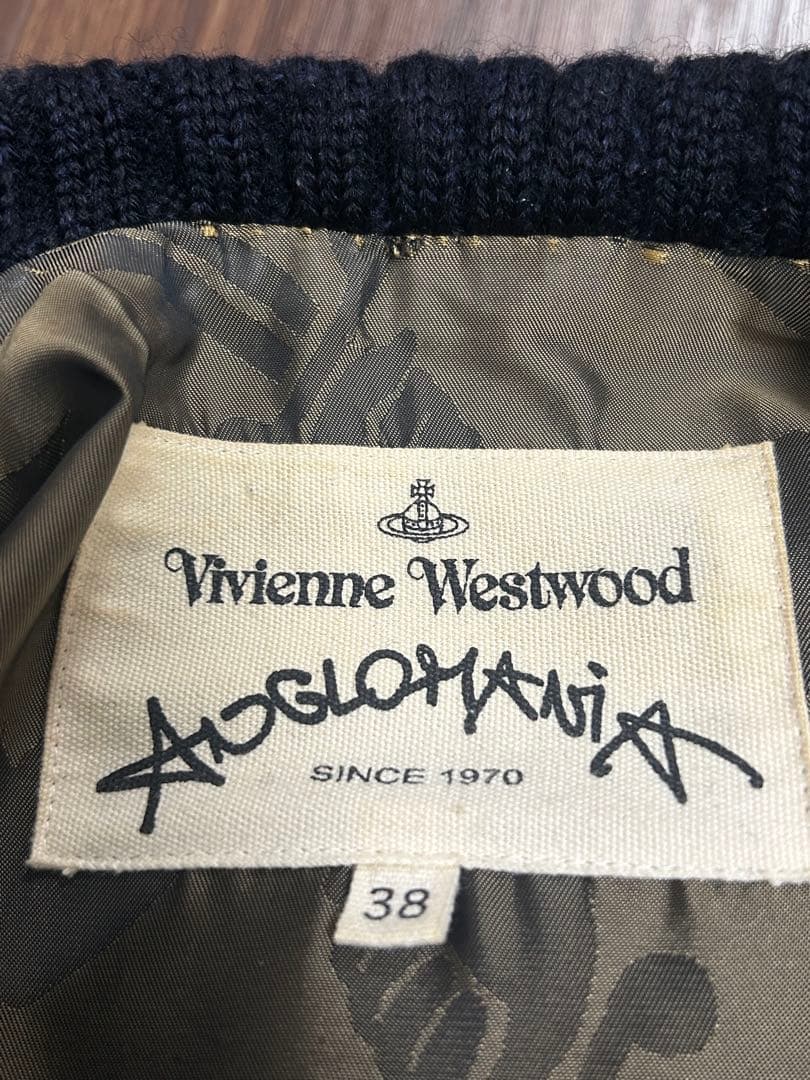 Vivienne Westwood
ANGLOMANiA
SINCE 1970
38